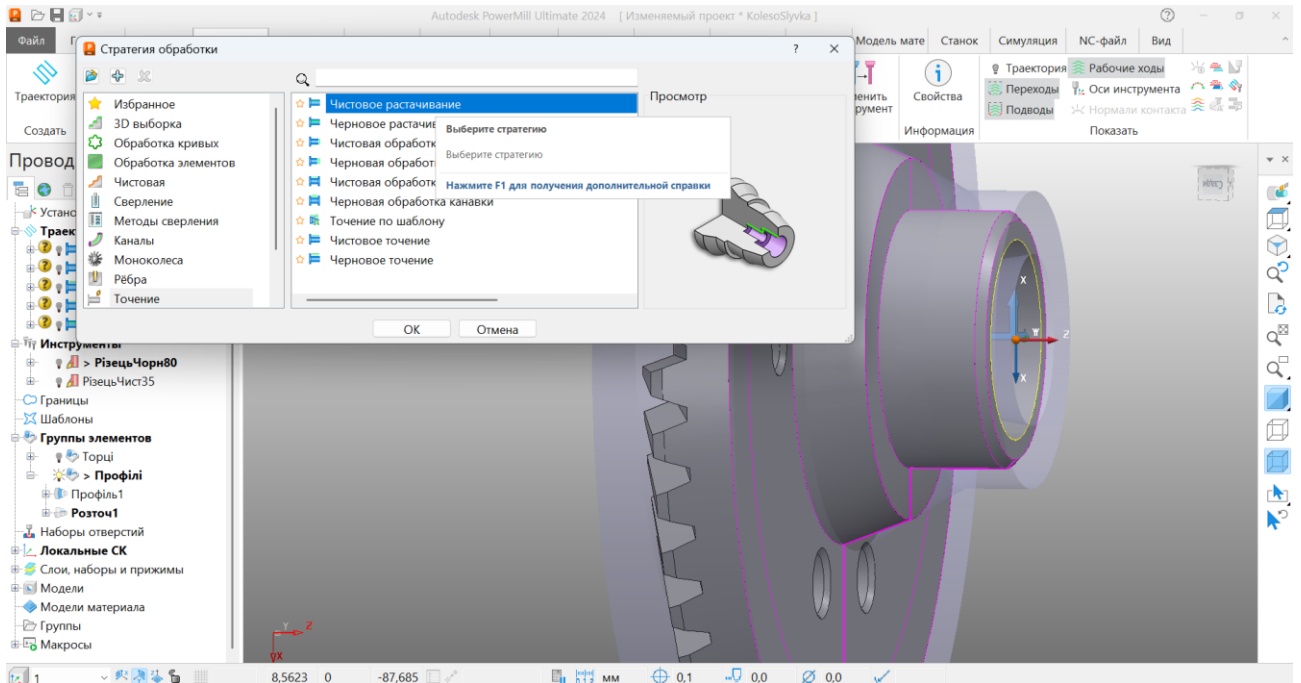 Autodesk PowerMill Ultimate 2024 [ Изменяемый проект * KolesoSlyvka ]
Файл
Модель мате
Станок
Симуляция
NC-файл
Вид
Стратегия обработки
?
Траектория
Создать
Свойства
Информация
Траектория
Рабочие ходы
Переходы
Оси инструмента
Подводы
Нормали контакта
Показать
Избранное
3D выборка
Обработка кривых
Обработка элементов
Чистовая
Сверление
Методы сверления
Каналы
Моноколеса
Рёбра
Точение
Чистовое растачивание
Черновое растачив
Чистовая обработк
Черновая обработ
Чистовая обработк
Черновая обработка канавки
Точение по шаблону
Чистовое точение
Черновое точение
Выберите стратегию
Выберите стратегию
Нажмите F1 для получения дополнительной справки
Просмотр
ОК
Отмена
Провод
Устано
Траек
Инструменты
> РізецьЧорн80
РізецьЧист35
Границы
Шаблоны
Группы элементов
Торці
> Профілі
Профіль1
Розточ1
Наборы отверстий
Локальные СК
Слои, наборы и прижимы
Модели
Модели материала
Группы
Макросы
X
Z
X
Y
Z
X
1
8,5623
0
-87,685
мм
0,1
0,0
0,0